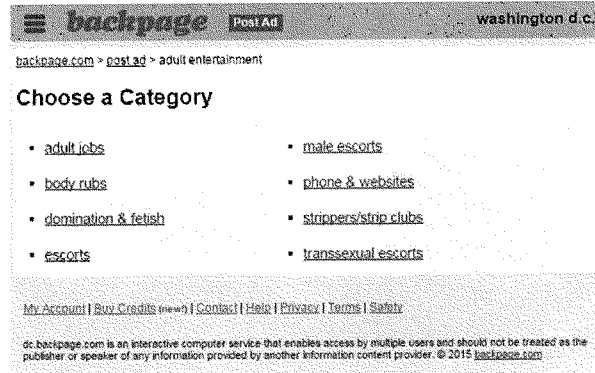 backpage Post Ad washington d.c.
backpage.com > post ad > adult entertainment
Choose a Category
▪ adult jobs
▪ body rubs
▪ domination & fetish
▪ escorts
▪ male escorts
▪ phone & websites
▪ strippers/strip clubs
▪ transsexual escorts
My Account | Buy Credits (new!) | Contact | Help | Privacy | Terms | Safety
dc.backpage.com is an interactive computer service that enables access by multiple users and should not be treated as the
publisher or speaker of any information provided by another information content provider. © 2015 backpage.com